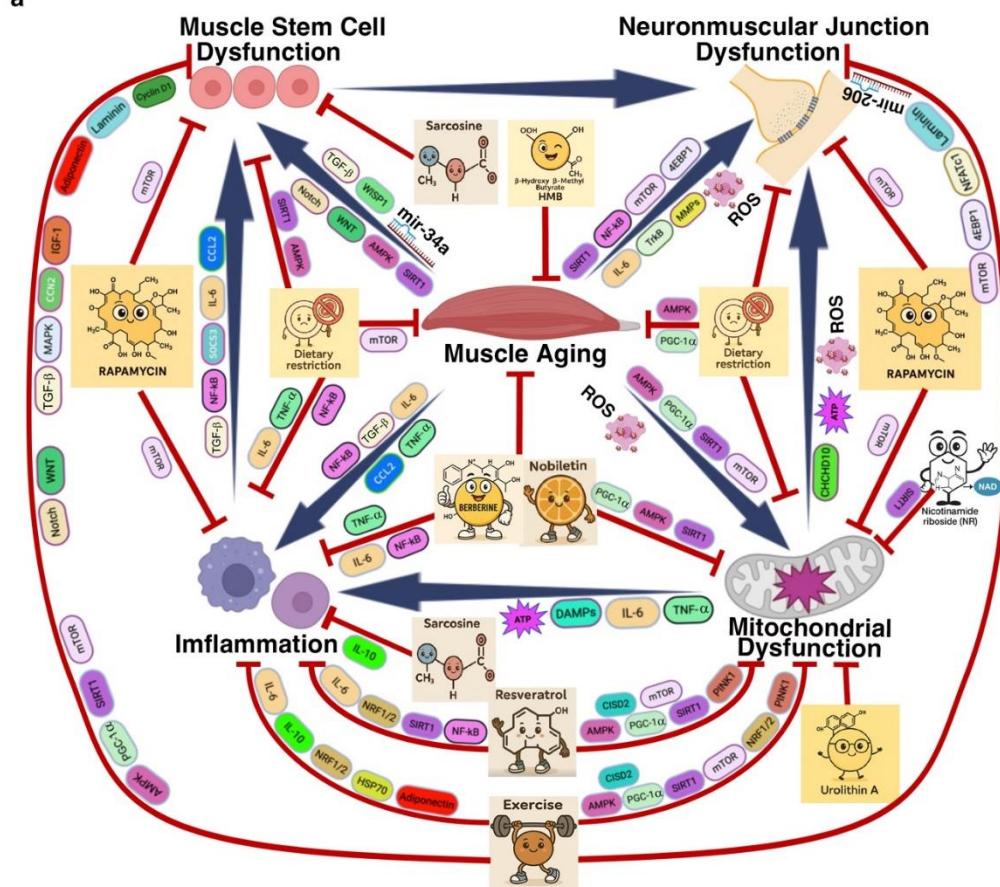 a
Muscle Stem Cell
Dysfunction
Neuronmuscular Junction
Dysfunction
Cyclin D1
Laminin
Adiponectin
IGF-1
CCN2
MAPK
TGF-β
WNT
Notch
mTOR
SIRT1
PGC-1α
AMPK
mTOR
RAPAMYCIN
mTOR
CCL2
IL-6
SOCS3
NF-kB
TGF-β
SIRT1
AMPK
TGF-β
WISP1
Notch
WNT
AMPK
SIRT1
mir-34a
Sarcosine
CH₃
H
O
O
OOH
OH
O
CH₃
β-Hydroxy β-Methyl
Butyrate
HMB
4EBP1
mTOR
NF-kB
SIRT1
MMPs
TrkB
IL-6
ROS
mir-206
Laminin
NFATc1
4EBP1
mTOR
mTOR
RAPAMYCIN
mTOR
Dietary
restriction
mTOR
TNF-α
IL-6
NF-kB
Muscle Aging
AMPK
PGC-1α
Dietary
restriction
ROS
ATP
CHCHD10
IL-6
TGF-β
NF-kB
TNF-α
CCL2
ROS
AMPK
PGC-1α
SIRT1
mTOR
BERBERINE
Nobiletin
TNF-α
IL-6
NF-kB
PGC-1α
AMPK
SIRT1
SIRT1
NAD
Nicotinamide
riboside (NR)
ATP
DAMPs
IL-6
TNF-α
Imflammation
Mitochondrial
Dysfunction
IL-10
Sarcosine
CH₃
H
O
O
IL-6
NRF1/2
SIRT1
NF-kB
Resveratrol
OH
CISD2
mTOR
AMPK
PGC-1α
SIRT1
PINK1
IL-6
IL-10
NRF1/2
HSP70
Adiponectin
Exercise
CISD2
AMPK
PGC-1α
SIRT1
mTOR
NRF1/2
PINK1
Urolithin A